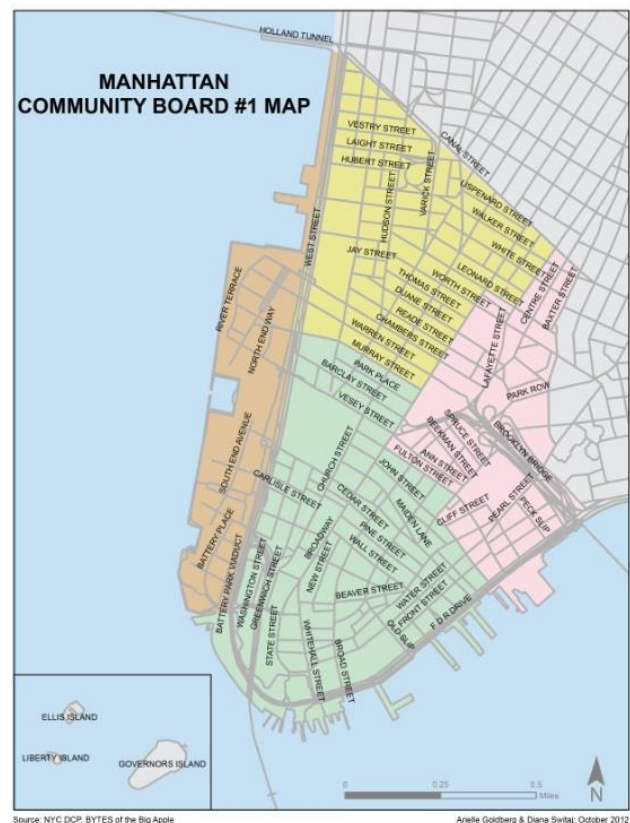 HOLLAND TUNNEL
MANHATTAN
COMMUNITY BOARD #1 MAP
VESTRY STREET
LAIGHT STREET
HUBERT STREET
CANAL STREET
HUDSON STREET
VARICK STREET
LISPENARD STREET
WALKER STREET
WHITE STREET
WEST STREET
JAY STREET
LEONARD STREET
WORTH STREET
THOMAS STREET
DUANE STREET
READE STREET
CHAMBERS STREET
WARREN STREET
MURRAY STREET
CENTRE STREET
BAXTER STREET
LAFAYETTE STREET
RIVER TERRACE
NORTH END WAY
PARK PLACE
BARCLAY STREET
VESEY STREET
PARK ROW
SPRUCE STREET
BEEKMAN STREET
BROOKLYN BRIDGE
ANN STREET
FULTON STREET
JOHN STREET
CHURCH STREET
SOUTH END AVENUE
CARLISLE STREET
CEDAR STREET
MAIDEN LANE
CLIFF STREET
PEARL STREET
PECK SLIP
BROADWAY
PINE STREET
WALL STREET
NEW STREET
BATTERY PLACE
BATTERY PARK VIADUCT
WASHINGTON STREET
GREENWICH STREET
BEAVER STREET
WATER STREET
FRONT STREET
F D R DRIVE
OLD SLIP
STATE STREET
WHITEHALL STREET
BROAD STREET
ELLIS ISLAND
LIBERTY ISLAND
GOVERNORS ISLAND
0 0.25 0.5
Miles
N
Source: NYC DCP, BYTES of the Big Apple
Arielle Goldberg & Diana Switaj; October 2012